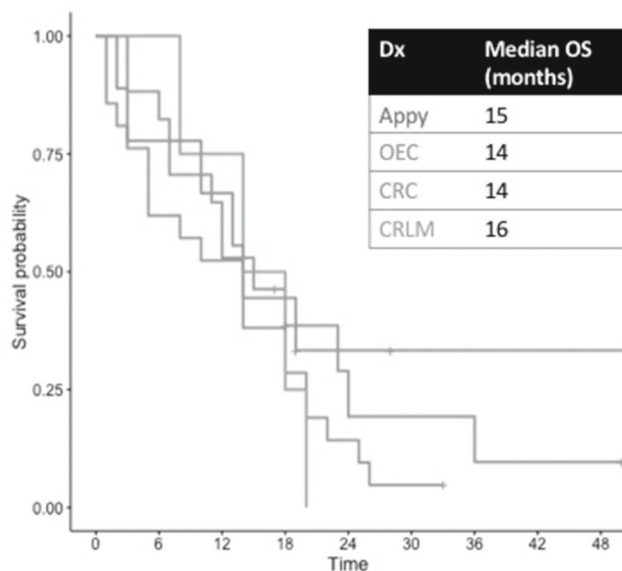 Dx Median OS
(months)
Appy 15
OEC 14
CRC 14
CRLM 16
1.00
0.75
0.50
0.25
0.00
Survival probability
0 6 12 18 24 30 36 42 48
Time